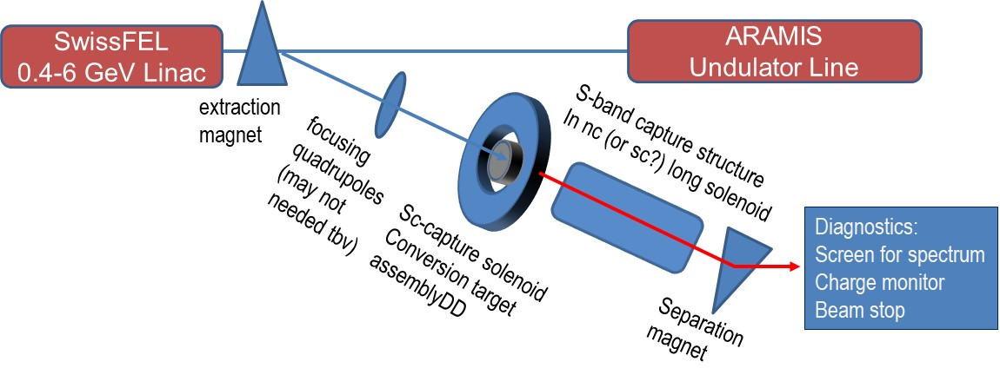 SwissFEL
0.4-6 GeV Linac
ARAMIS
Undulator Line
extraction
magnet
focusing
quadrupoles
(may not
needed tbv)
Sc-capture solenoid
Conversion target
assemblyDD
S-band capture structure
In nc (or sc?) long solenoid
Separation
magnet
Diagnostics:
Screen for spectrum
Charge monitor
Beam stop